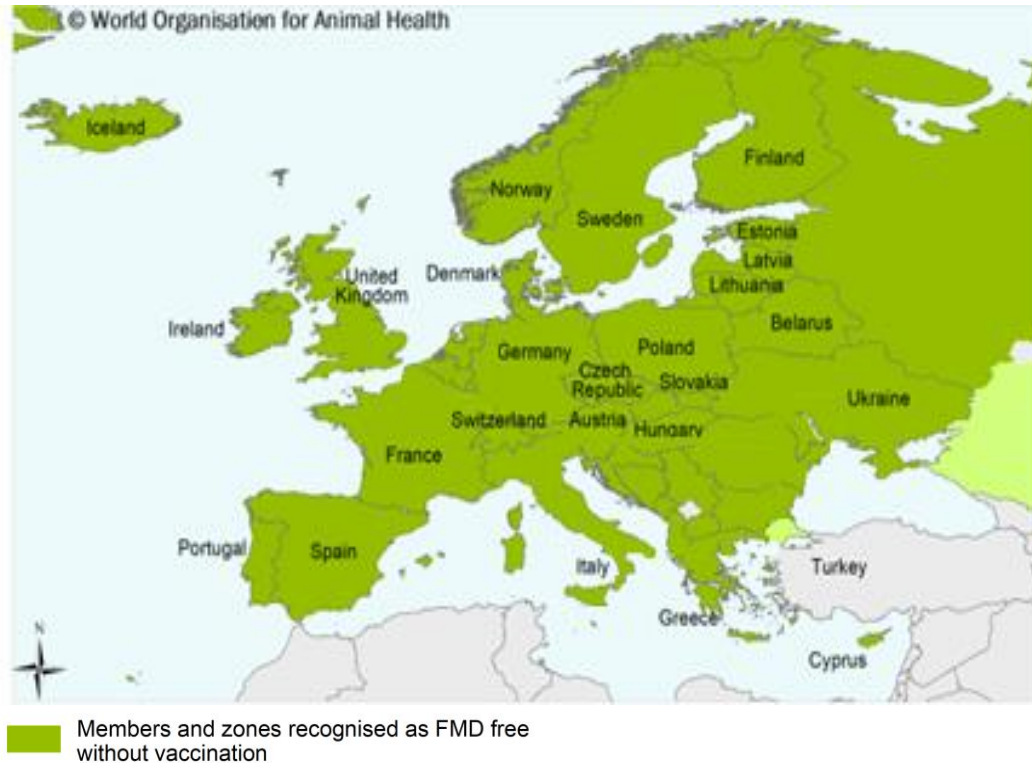 © World Organisation for Animal Health
Iceland
Finland
Norway
Sweden
Estonia
Latvia
Lithuania
Denmark
United
Kingdom
Belarus
Ireland
Germany
Poland
Czech
Republic
Slovakia
Ukraine
Switzerland
Austria
Hungary
France
Portugal
Spain
Italy
Turkey
Greece
N
Cyprus
Members and zones recognised as FMD free
without vaccination